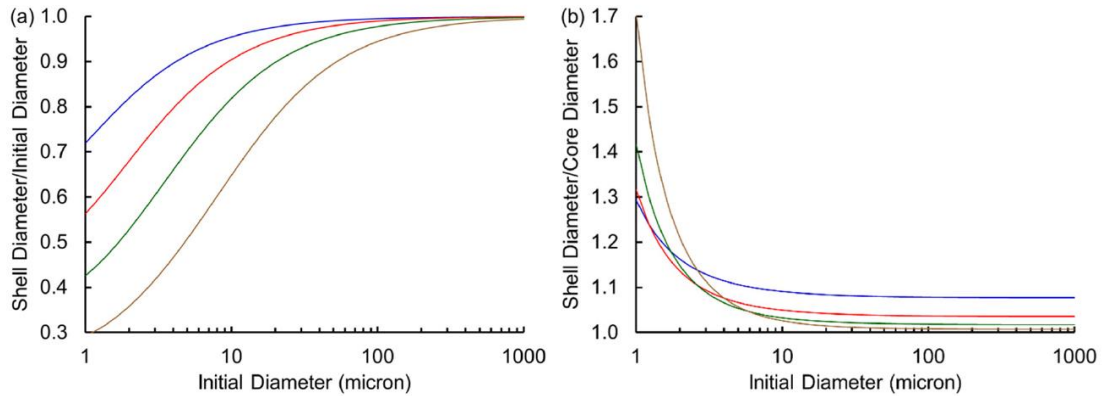 (a)
Shell Diameter/Initial Diameter
1.0
0.9
0.8
0.7
0.6
0.5
0.4
0.3
1 10 100 1000
Initial Diameter (micron)
(b)
Shell Diameter/Core Diameter
1.7
1.6
1.5
1.4
1.3
1.2
1.1
1.0
1 10 100 1000
Initial Diameter (micron)